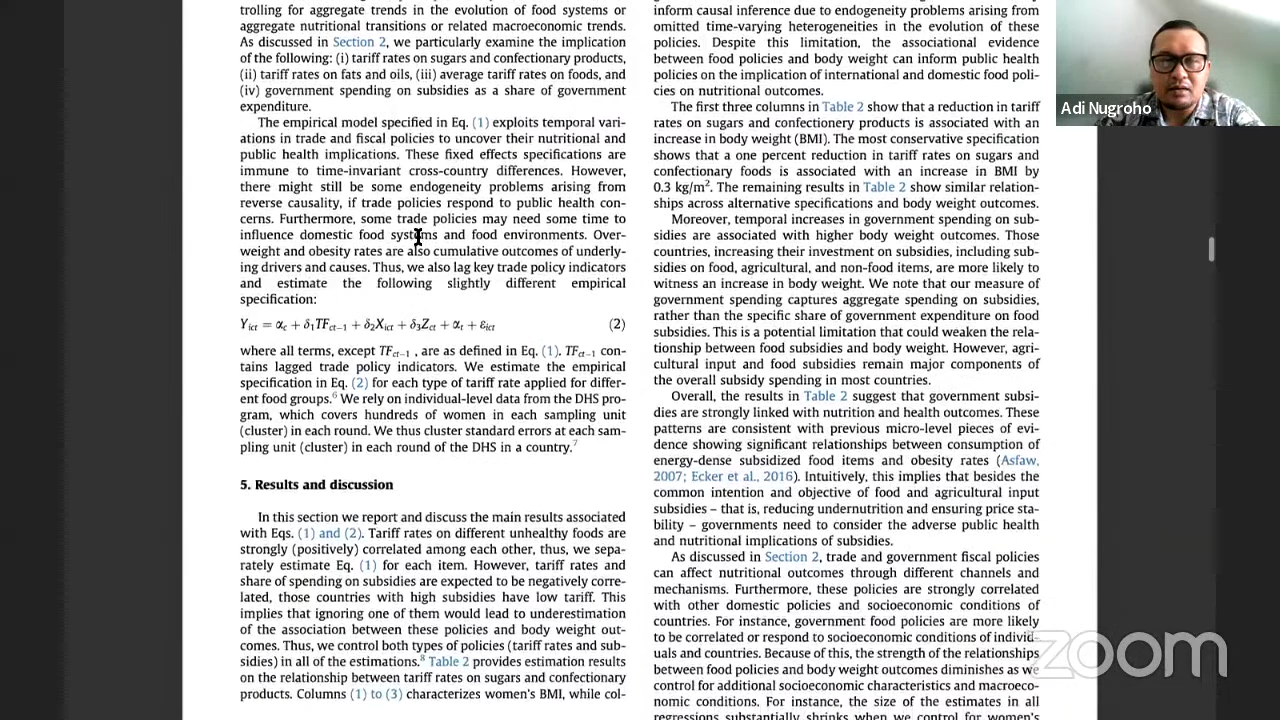 trolling for aggregate trends in the evolution of food systems or
aggregate nutritional transitions or related macroeconomic trends.
As discussed in Section 2, we particularly examine the implication
of the following: (i) tariff rates on sugars and confectionary products,
(ii) tariff rates on fats and oils, (iii) average tariff rates on foods, and
(iv) government spending on subsidies as a share of government
expenditure.
The empirical model specified in Eq. (1) exploits temporal vari-
ations in trade and fiscal policies to uncover their nutritional and
public health implications. These fixed effects specifications are
immune to time-invariant cross-country differences. However,
there might still be some endogeneity problems arising from
reverse causality, if trade policies respond to public health con-
cerns. Furthermore, some trade policies may need some time to
influence domestic food systems and food environments. Over-
weight and obesity rates are also cumulative outcomes of underly-
ing drivers and causes. Thus, we also lag key trade policy indicators
and estimate the following slightly different empirical
specification:
Yict = αc + δ1TFct−1 + δ2Xict + δ3Zct + αt + εict (2)
where all terms, except TFct−1 , are as defined in Eq. (1). TFct−1 con-
tains lagged trade policy indicators. We estimate the empirical
specification in Eq. (2) for each type of tariff rate applied for differ-
ent food groups.6 We rely on individual-level data from the DHS pro-
gram, which covers hundreds of women in each sampling unit
(cluster) in each round. We thus cluster standard errors at each sam-
pling unit (cluster) in each round of the DHS in a country.7
5. Results and discussion
In this section we report and discuss the main results associated
with Eqs. (1) and (2). Tariff rates on different unhealthy foods are
strongly (positively) correlated among each other, thus, we sepa-
rately estimate Eq. (1) for each item. However, tariff rates and
share of spending on subsidies are expected to be negatively corre-
lated, those countries with high subsidies have low tariff. This
implies that ignoring one of them would lead to underestimation
of the association between these policies and body weight out-
comes. Thus, we control both types of policies (tariff rates and sub-
sidies) in all of the estimations.8 Table 2 provides estimation results
on the relationship between tariff rates on sugars and confectionary
products. Columns (1) to (3) characterizes women's BMI, while col-
inform causal inference due to endogeneity problems arising from
omitted time-varying heterogeneities in the evolution of these
policies. Despite this limitation, the associational evidence
between food policies and body weight can inform public health
policies on the implication of international and domestic food poli-
cies on nutritional outcomes.
The first three columns in Table 2 show that a reduction in tariff
rates on sugars and confectionery products is associated with an
increase in body weight (BMI). The most conservative specification
shows that a one percent reduction in tariff rates on sugars and
confectionary foods is associated with an increase in BMI by
0.3 kg/m2. The remaining results in Table 2 show similar relation-
ships across alternative specifications and body weight outcomes.
Moreover, temporal increases in government spending on sub-
sidies are associated with higher body weight outcomes. Those
countries, increasing their investment on subsidies, including sub-
sidies on food, agricultural, and non-food items, are more likely to
witness an increase in body weight. We note that our measure of
government spending captures aggregate spending on subsidies,
rather than the specific share of government expenditure on food
subsidies. This is a potential limitation that could weaken the rela-
tionship between food subsidies and body weight. However, agri-
cultural input and food subsidies remain major components of
the overall subsidy spending in most countries.
Overall, the results in Table 2 suggest that government subsi-
dies are strongly linked with nutrition and health outcomes. These
patterns are consistent with previous micro-level pieces of evi-
dence showing significant relationships between consumption of
energy-dense subsidized food items and obesity rates (Asfaw,
2007; Ecker et al., 2016). Intuitively, this implies that besides the
common intention and objective of food and agricultural input
subsidies – that is, reducing undernutrition and ensuring price sta-
bility – governments need to consider the adverse public health
and nutritional implications of subsidies.
As discussed in Section 2, trade and government fiscal policies
can affect nutritional outcomes through different channels and
mechanisms. Furthermore, these policies are strongly correlated
with other domestic policies and socioeconomic conditions of
countries. For instance, government food policies are more likely
to be correlated or respond to socioeconomic conditions of individ-
uals and countries. Because of this, the strength of the relationships
between food policies and body weight outcomes diminishes as we
control for additional socioeconomic characteristics and macroeco-
nomic conditions. For instance, the size of the estimates in all
regressions substantially shrinks when we control for women's
Adi Nugroho
zoom